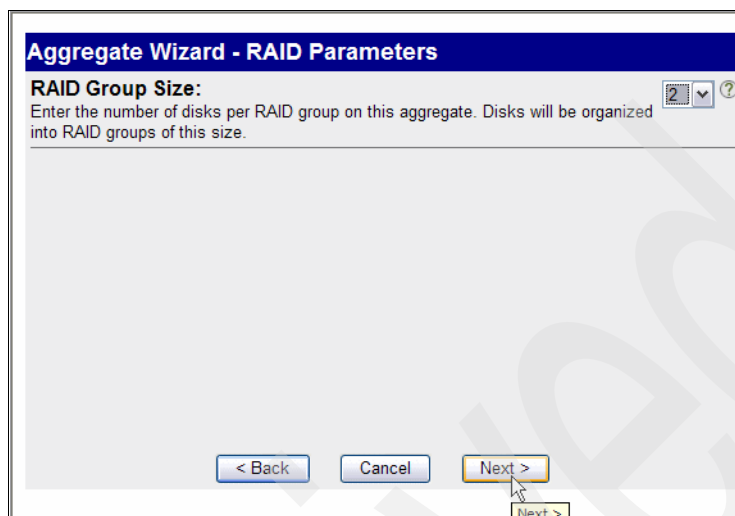 Aggregate Wizard - RAID Parameters
RAID Group Size:
2
?
Enter the number of disks per RAID group on this aggregate. Disks will be organized
into RAID groups of this size.
< Back
Cancel
Next >
Next >